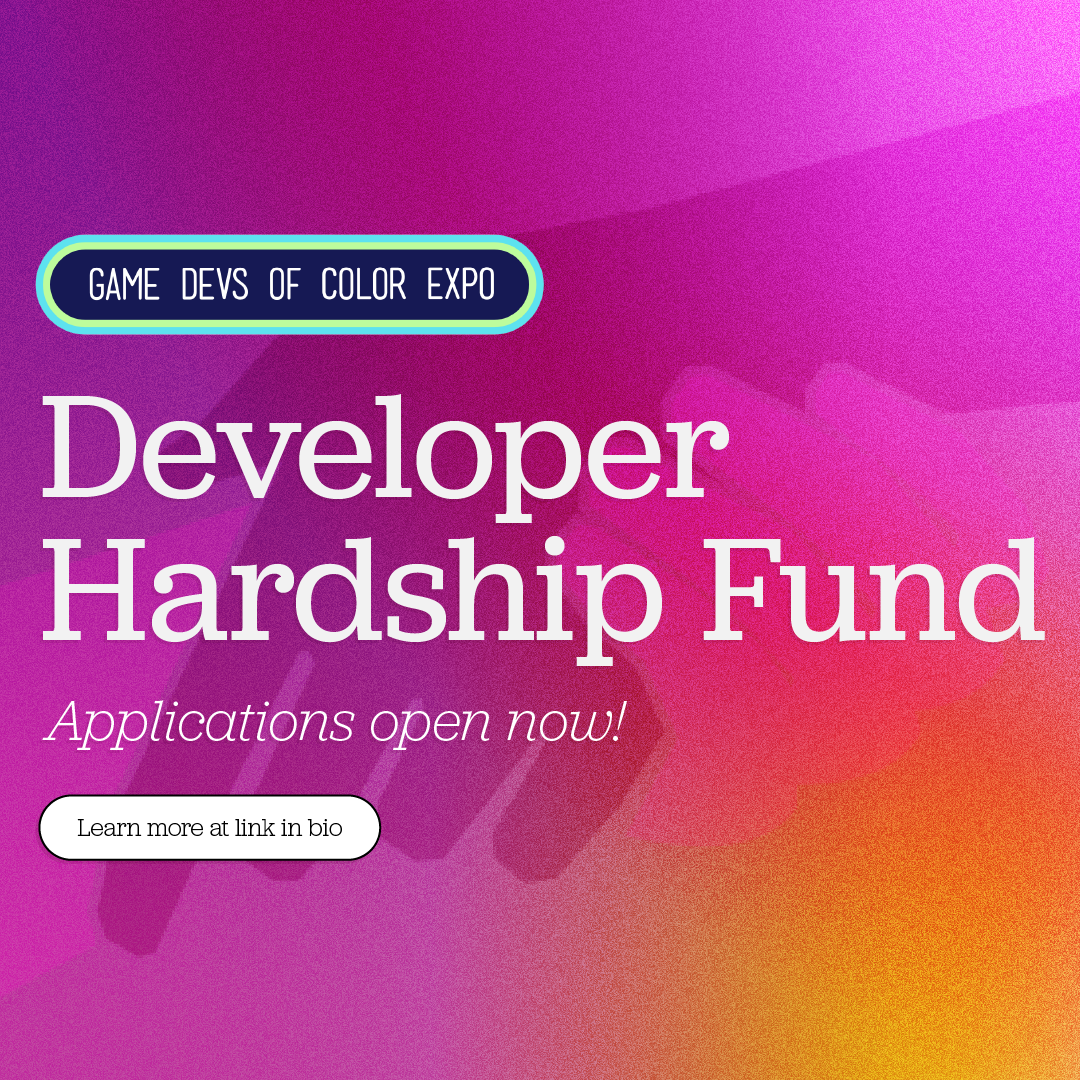 GAME DEVS OF COLOR EXPO
Developer
Hardship Fund
Applications open now!
Learn more at link in bio